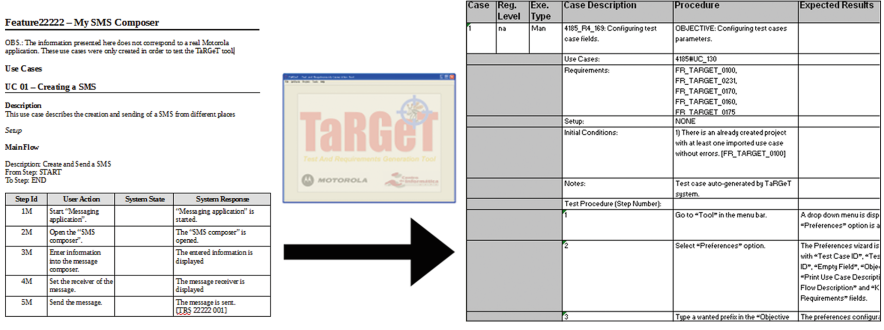 Feature22222 – My SMS Composer
OBS.: The information presented here does not correspond to a real Motorola
application. These use cases were only created in order to test the TaRGeT tool
Use Cases
UC 01 – Creating a SMS
Description
This use case describes the creation and sending of a SMS from different places
Setup
Main Flow
Description: Create and Send a SMS
From Step: START
To Step: END
Step Id User Action System State System Response
1M Start "Messaging "Messaging application" is
application". started.
2M Open the "SMS The "SMS composer" is
composer". opened.
3M Enter information The entered information is
into the message displayed
composer.
4M Set the receiver of the The message receiver is
message. displayed
5M Send the message. The message is sent.
[TRS 22222 001]
TaRGeT
Test And Requirements Generation Tool
MOTOROLA
Case Reg. Exe. Case Description Procedure Expected Results
Level Type
1 na Man 4185_R4_169: Configuring test OBJECTIVE: Configuring test cases
case fields. parameters.
Use Cases: 4185#UC_130
Requirements: FR_TARGET_0100,
FR_TARGET_0231,
FR_TARGET_0170,
FR_TARGET_0160,
FR_TARGET_0175
Setup: NONE
Initial Conditions: 1) There is an already created project
with at least one imported use case
without errors. [FR_TARGET_0100]
Notes: Test case auto-generated by TaRGeT
system.
Test Procedure (Step Number):
1 Go to "Tool" in the menu bar. A drop down menu is disp
"Preferences" option is a
2 Select "Preferences" option. The Preferences wizard is
with "Test Case ID", "Tes
ID", "Empty Field", "Obje
"Print Use Case Descripti
Flow Description" and "K
Requirements" fields.
3 Type a wanted prefix in the "Objective The preferences configura